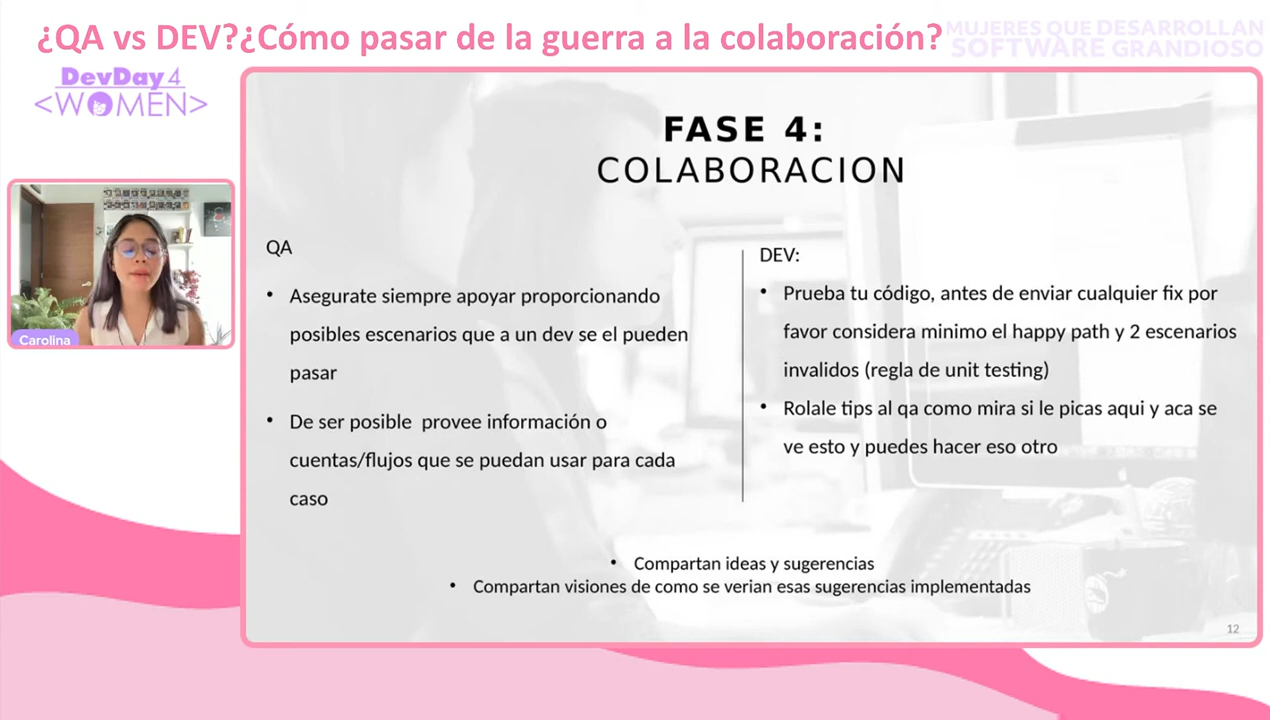 ¿QA vs DEV?¿Cómo pasar de la guerra a la colaboración?
MUJERES QUE DESARROLLAN
SOFTWARE GRANDIOSO
DevDay4
<WOMEN>
FASE 4:
COLABORACION
QA
• Asegurate siempre apoyar proporcionando
posibles escenarios que a un dev se el pueden
pasar
• De ser posible provee información o
cuentas/flujos que se puedan usar para cada
caso
DEV:
• Prueba tu código, antes de enviar cualquier fix por
favor considera minimo el happy path y 2 escenarios
invalidos (regla de unit testing)
• Rolale tips al qa como mira si le picas aqui y aca se
ve esto y puedes hacer eso otro
• Compartan ideas y sugerencias
• Compartan visiones de como se verian esas sugerencias implementadas
12
Carolina